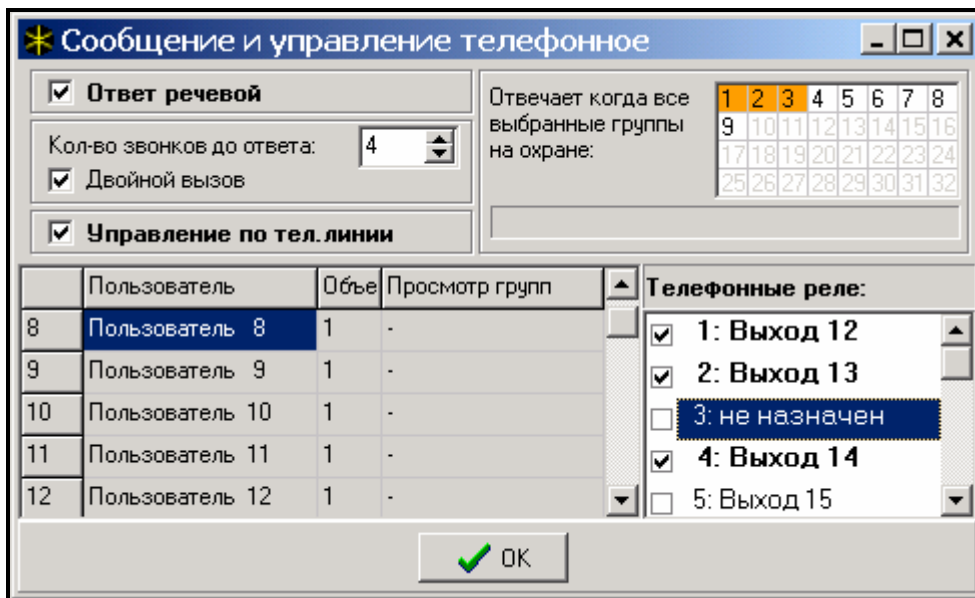 Сообщение и управление телефонное
Ответ речевой
Кол-во звонков до ответа: 4
Двойной вызов
Управление по тел.линии
Отвечает когда все
выбранные группы
на охране:
1 2 3 4 5 6 7 8
9 10 11 12 13 14 15 16
17 18 19 20 21 22 23 24
25 26 27 28 29 30 31 32
Пользователь Объе Просмотр групп
8 Пользователь 8 1 -
9 Пользователь 9 1 -
10 Пользователь 10 1 -
11 Пользователь 11 1 -
12 Пользователь 12 1 -
Телефонные реле:
1: Выход 12
2: Выход 13
3: не назначен
4: Выход 14
5: Выход 15
OK